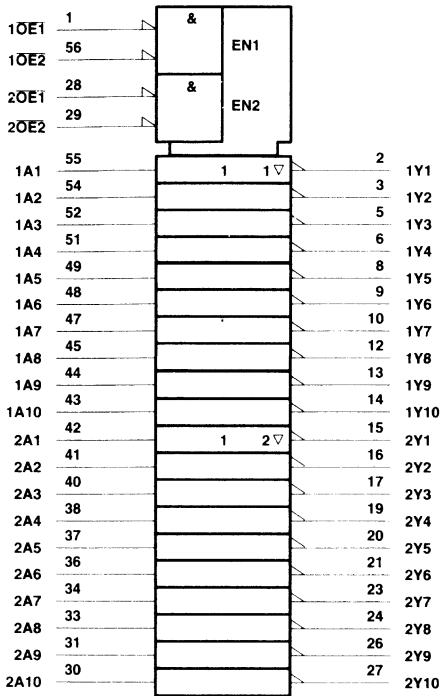 1OE1 1 & EN1
1OE2 56
2OE1 28 & EN2
2OE2 29
1A1 55 1 1 ▽ 2 1Y1
1A2 54 3 1Y2
1A3 52 5 1Y3
1A4 51 6 1Y4
1A5 49 8 1Y5
1A6 48 9 1Y6
1A7 47 10 1Y7
1A8 45 12 1Y8
1A9 44 13 1Y9
1A10 43 14 1Y10
2A1 42 1 2 ▽ 15 2Y1
2A2 41 16 2Y2
2A3 40 17 2Y3
2A4 38 19 2Y4
2A5 37 20 2Y5
2A6 36 21 2Y6
2A7 34 23 2Y7
2A8 33 24 2Y8
2A9 31 26 2Y9
2A10 30 27 2Y10